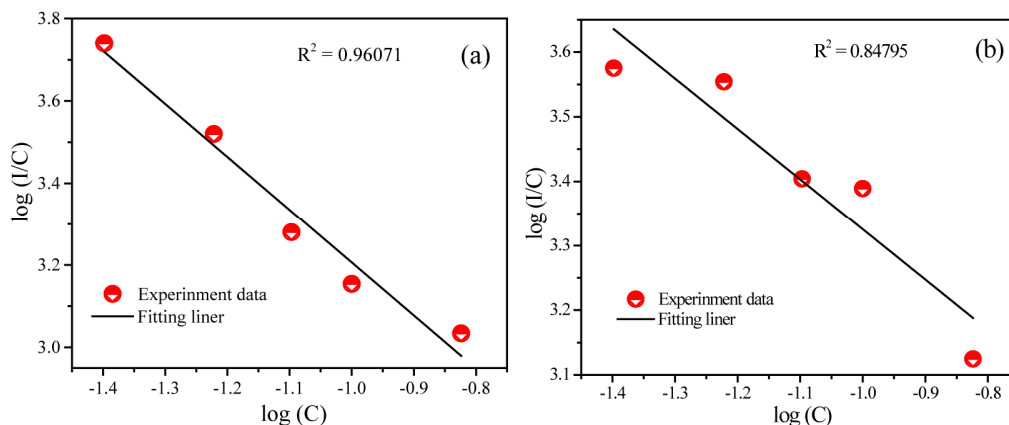 3.8
3.6
3.4
3.2
3.0
log (I/C)
R² = 0.96071
(a)
Experinment data
Fitting liner
-1.4 -1.3 -1.2 -1.1 -1.0 -0.9 -0.8
log (C)
3.6
3.5
3.4
3.3
3.2
3.1
log (I/C)
R² = 0.84795
(b)
Experinment data
Fitting liner
-1.4 -1.3 -1.2 -1.1 -1.0 -0.9 -0.8
log (C)